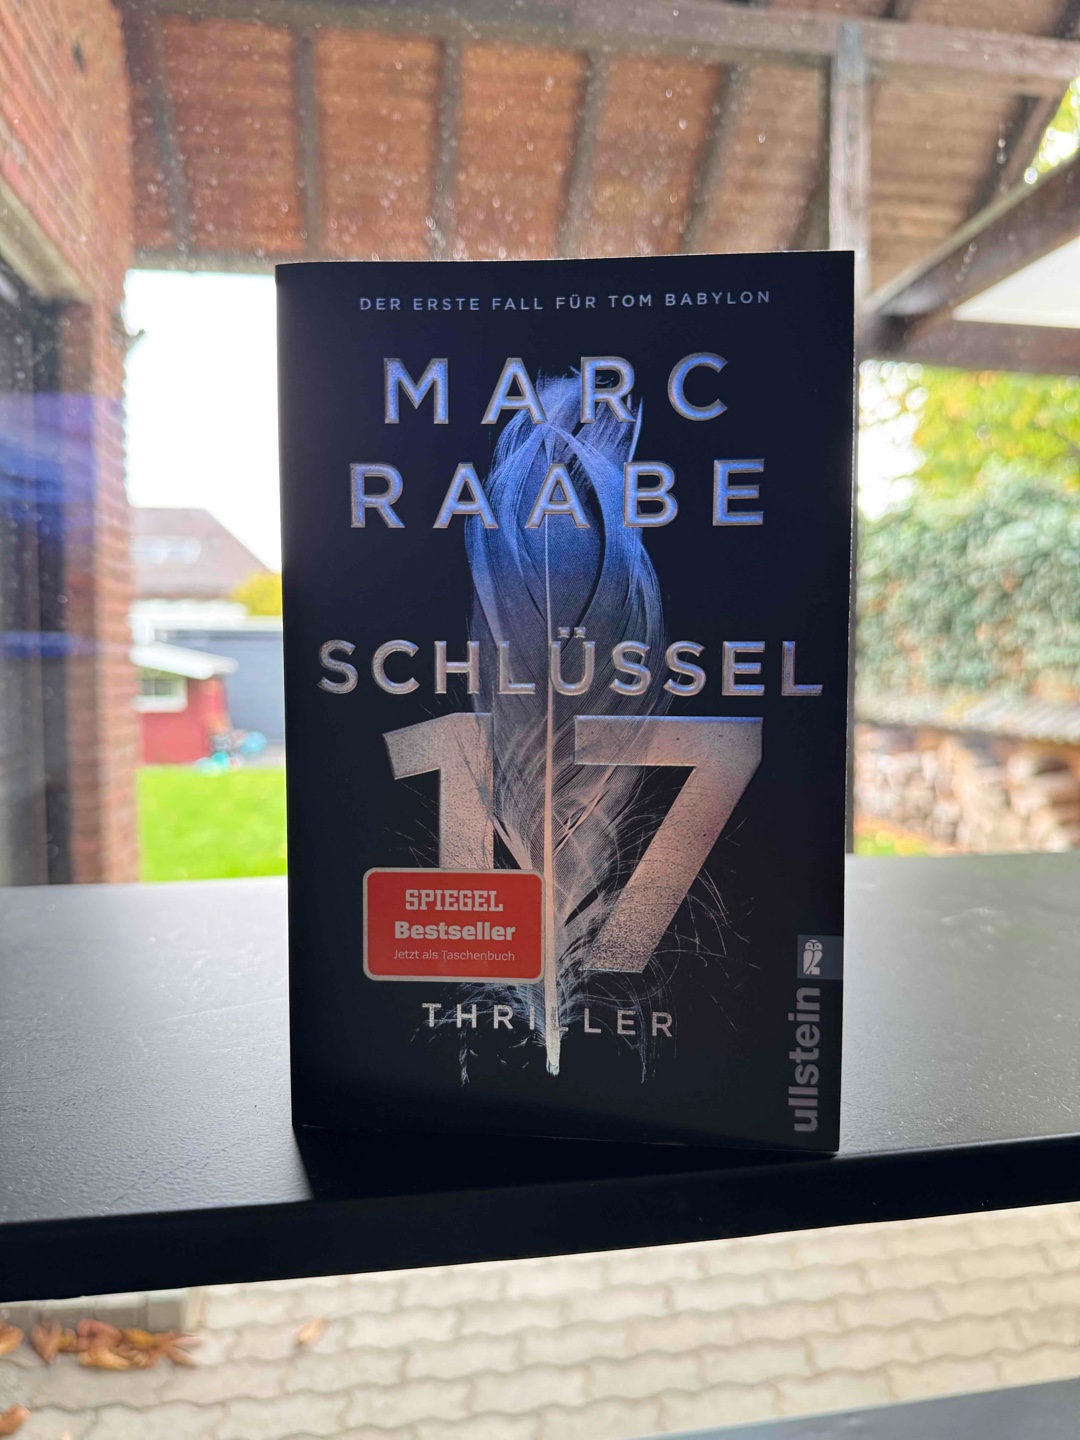 DER ERSTE FALL FÜR TOM BABYLON
MARC
RAABE
SCHLÜSSEL
17
SPIEGEL
Bestseller
Jetzt als Taschenbuch
THRILLER
ullstein